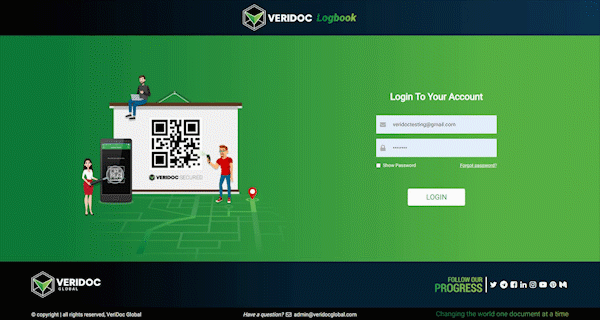 VERIDOC Logbook
Login To Your Account
veridoctesting@gmail.com
••••••••
Show Password
Forgot password?
LOGIN
VERIDOC SECURED
VERIDOC
GLOBAL
FOLLOW OUR
PROGRESS
© copyright | all rights reserved, VeriDoc Global
Have a question? admin@veridocglobal.com
Changing the world one document at a time